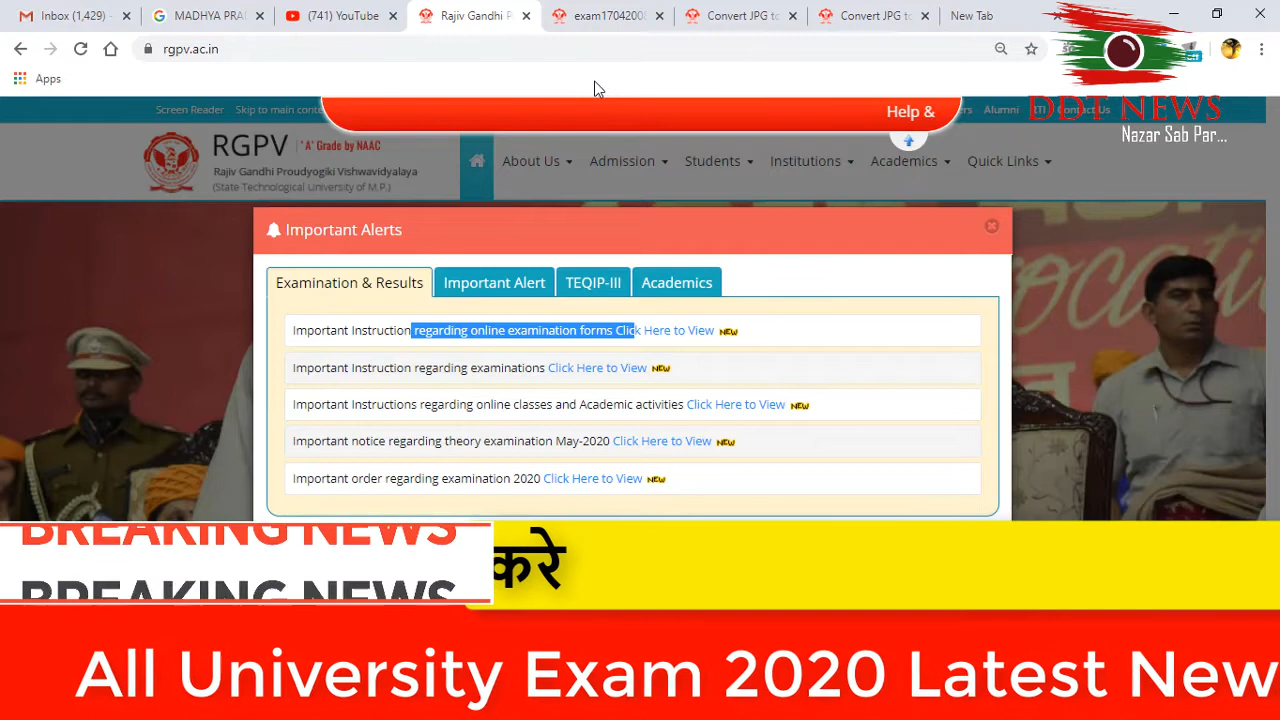 Inbox (1,429) -
MADHYA PRA
(741) YouTube
Rajiv Gandhi P
exam1704200
Convert JPG to
Convert JPG to
New Tab
rgpv.ac.in
Apps
Screen Reader
Skip to main conte
Help &
Alumni
ITI
Contact Us
DDT NEWS
Nazar Sab Par...
RGPV 'A' Grade by NAAC
Rajiv Gandhi Proudyogiki Vishwavidyalaya
(State Technological University of M.P.)
About Us
Admission
Students
Institutions
Academics
Quick Links
Important Alerts
Examination & Results
Important Alert
TEQIP-III
Academics
Important Instruction regarding online examination forms Click Here to View NEW
Important Instruction regarding examinations Click Here to View NEW
Important Instructions regarding online classes and Academic activities Click Here to View NEW
Important notice regarding theory examination May-2020 Click Here to View NEW
Important order regarding examination 2020 Click Here to View NEW
BREAKING NEWS
करे
BREAKING NEWS
All University Exam 2020 Latest New